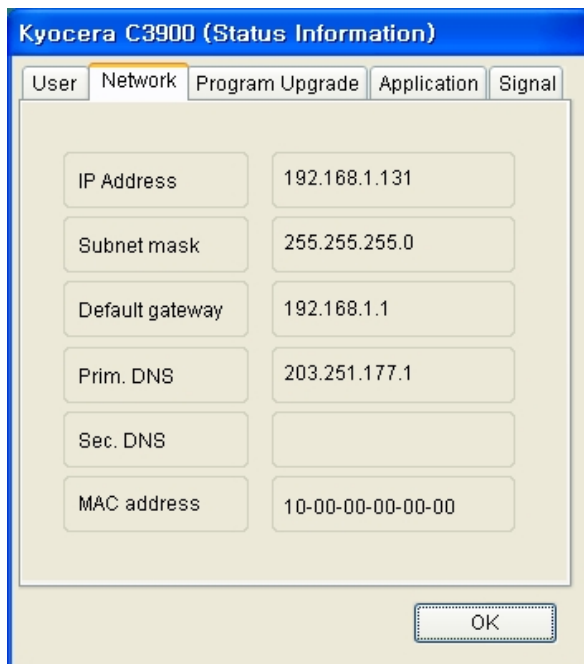 Kyocera C3900 (Status Information)
User Network Program Upgrade Application Signal
IP Address 192.168.1.131
Subnet mask 255.255.255.0
Default gateway 192.168.1.1
Prim. DNS 203.251.177.1
Sec. DNS
MAC address 10-00-00-00-00-00
OK